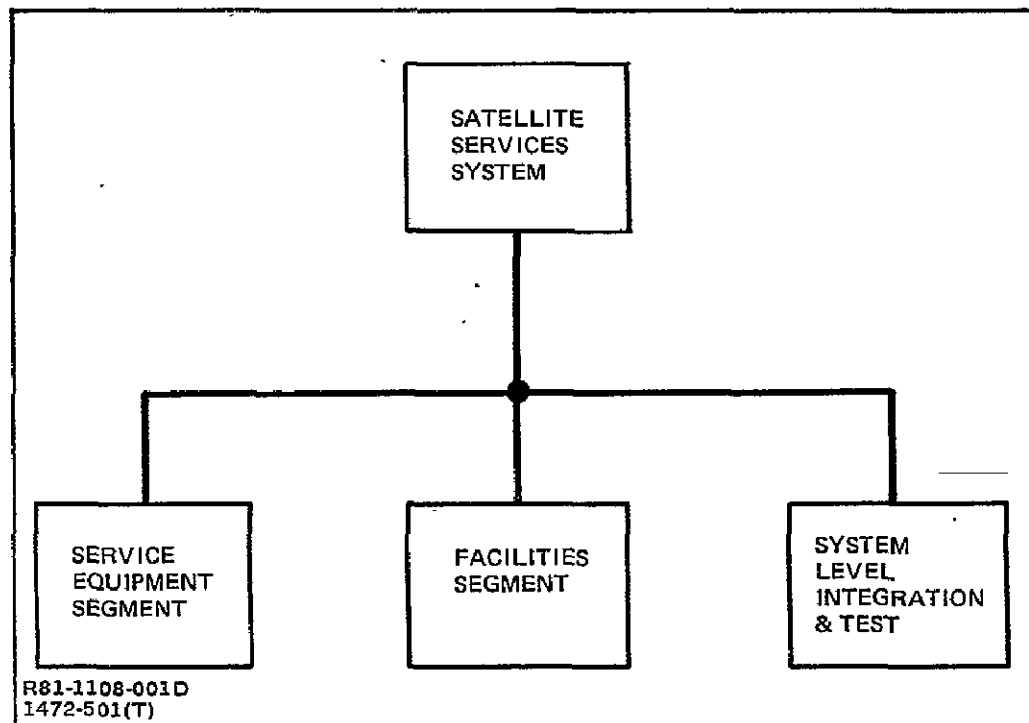 SATELLITE
SERVICES
SYSTEM
SERVICE
EQUIPMENT
SEGMENT
FACILITIES
SEGMENT
SYSTEM
LEVEL
INTEGRATION
& TEST
R81-1108-001D
1472-501(T)